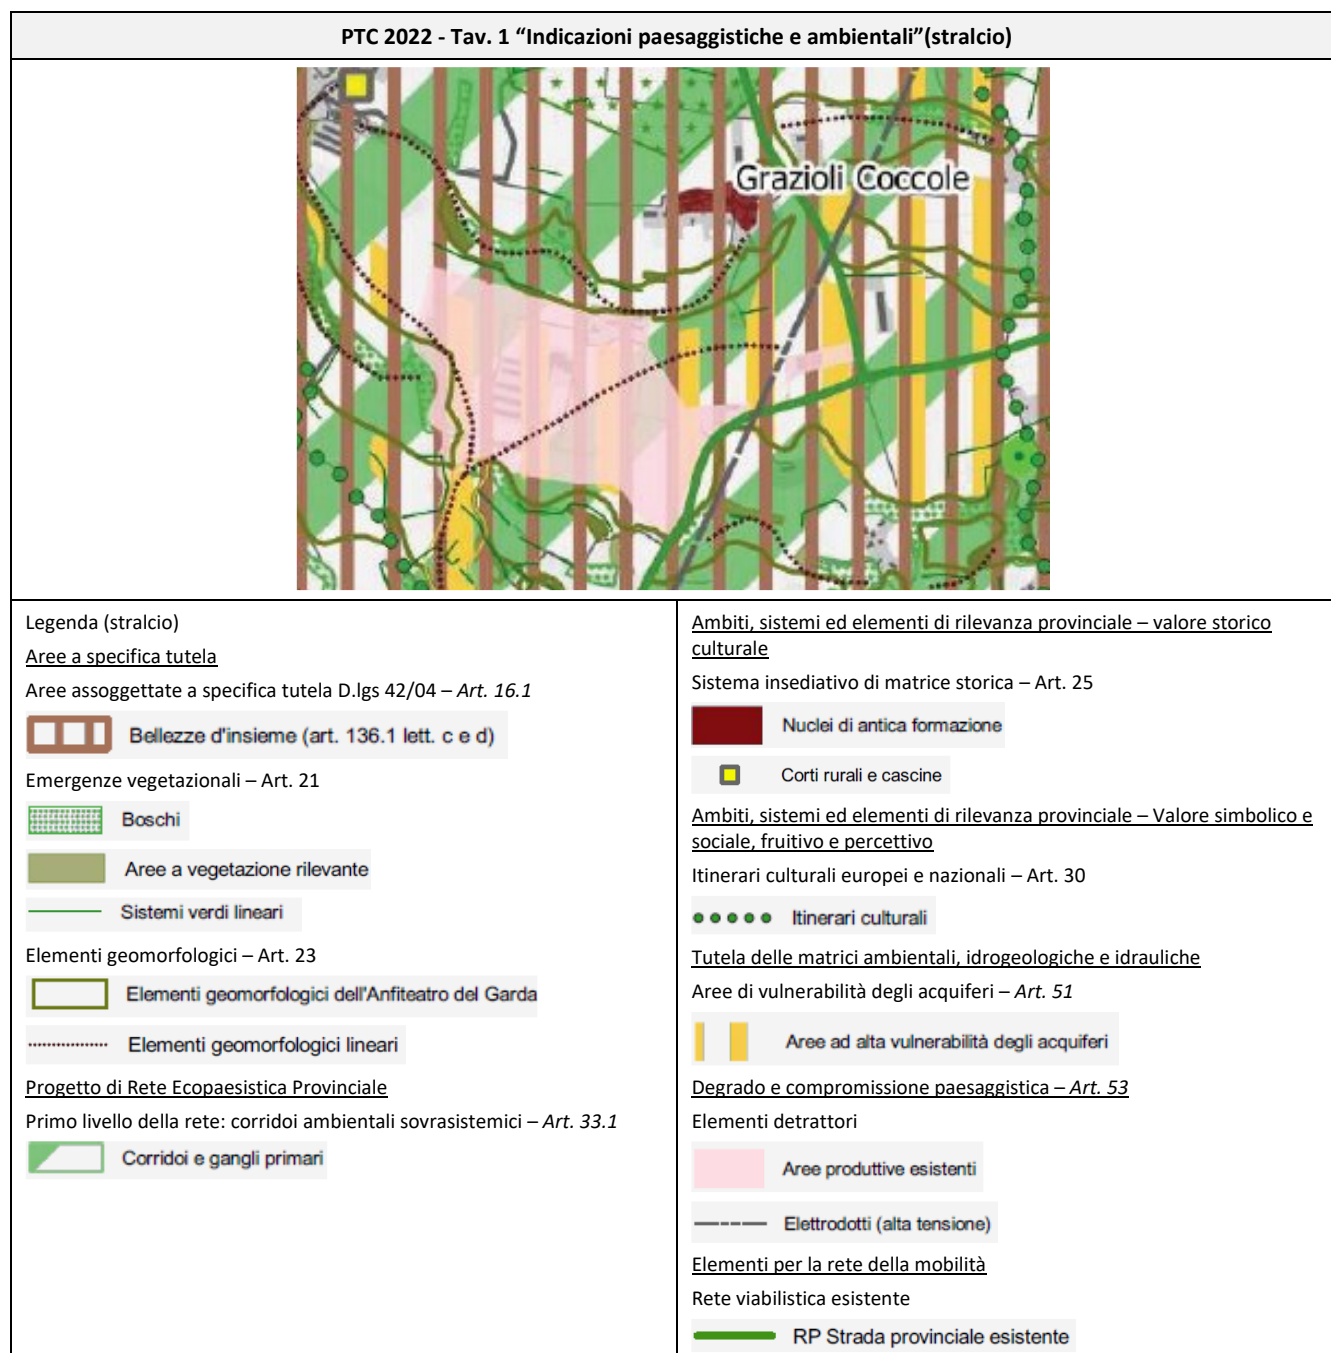 PTC 2022 - Tav. 1 “Indicazioni paesaggistiche e ambientali”(stralcio)
Grazioli Coccole
Legenda (stralcio)
Aree a specifica tutela
Aree assoggettate a specifica tutela D.lgs 42/04 – Art. 16.1
Bellezze d'insieme (art. 136.1 lett. c e d)
Emergenze vegetazionali – Art. 21
Boschi
Aree a vegetazione rilevante
Sistemi verdi lineari
Elementi geomorfologici – Art. 23
Elementi geomorfologici dell'Anfiteatro del Garda
Elementi geomorfologici lineari
Progetto di Rete Ecopaesistica Provinciale
Primo livello della rete: corridoi ambientali sovrasistemici – Art. 33.1
Corridoi e gangli primari
Ambiti, sistemi ed elementi di rilevanza provinciale – valore storico
culturale
Sistema insediativo di matrice storica – Art. 25
Nuclei di antica formazione
Corti rurali e cascine
Ambiti, sistemi ed elementi di rilevanza provinciale – Valore simbolico e
sociale, fruitivo e percettivo
Itinerari culturali europei e nazionali – Art. 30
Itinerari culturali
Tutela delle matrici ambientali, idrogeologiche e idrauliche
Aree di vulnerabilità degli acquiferi – Art. 51
Aree ad alta vulnerabilità degli acquiferi
Degrado e compromissione paesaggistica – Art. 53
Elementi detrattori
Aree produttive esistenti
Elettrodotti (alta tensione)
Elementi per la rete della mobilità
Rete viabilistica esistente
RP Strada provinciale esistente